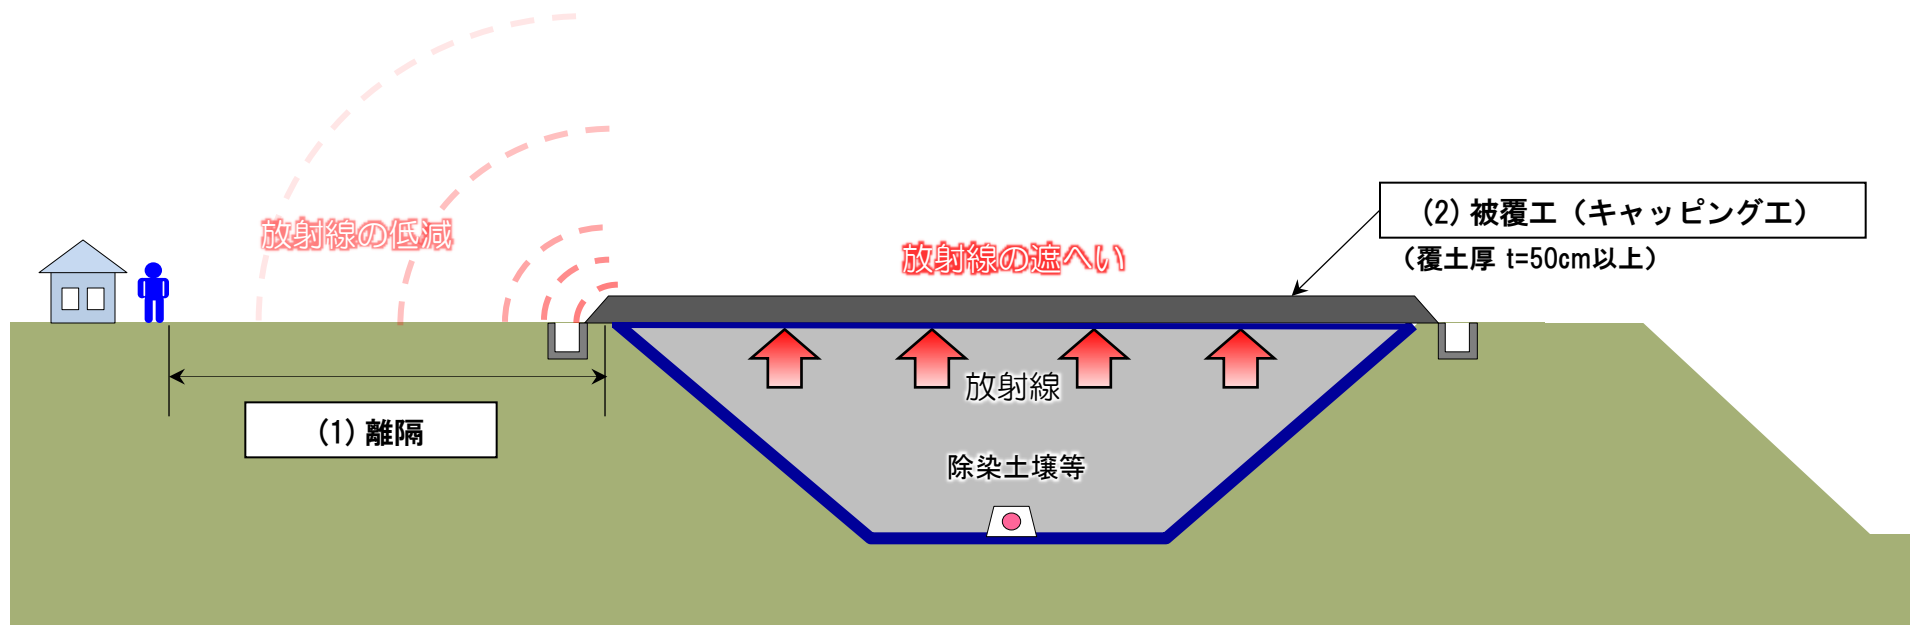 (2) 被覆工（キャッピング工）
（覆土厚 t=50cm以上）
放射線の低減
放射線の遮へい
放射線
(1) 離隔
除染土壌等